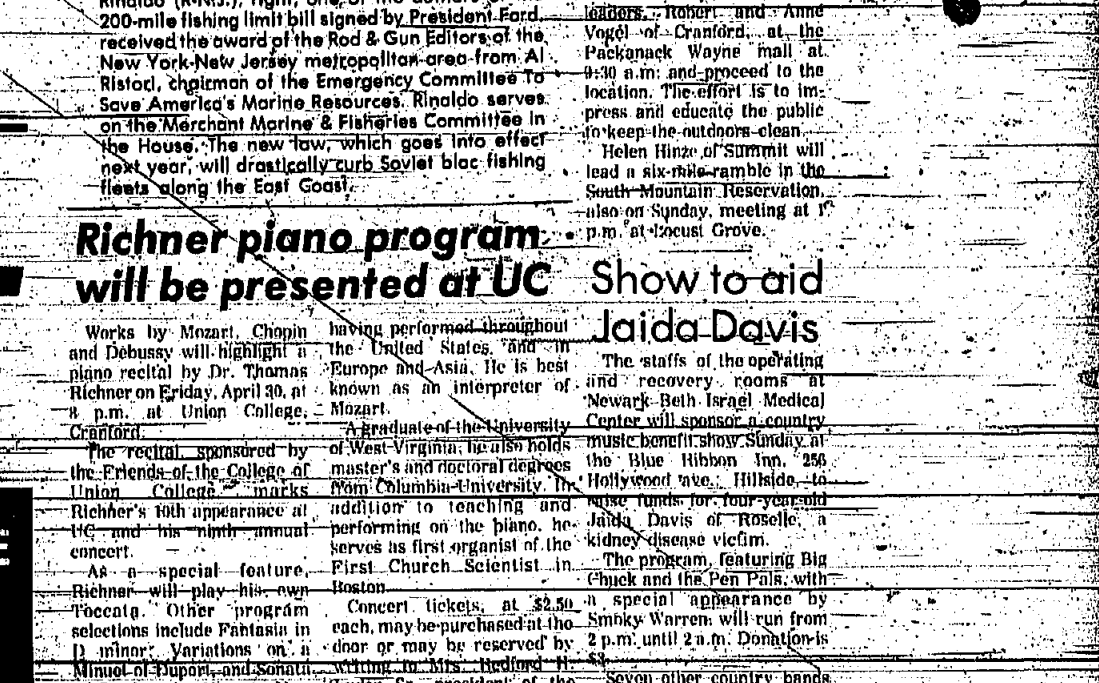 200-mile fishing limit bill signed by President Ford,
received the award of the Rod & Gun Editors of the
New York-New Jersey metropolitan area from Al
Ristori, chairman of the Emergency Committee To
Save America's Marine Resources. Rinaldo serves
on the Merchant Marine & Fisheries Committee in
the House. The new law, which goes into effect
next year, will drastically curb Soviet bloc fishing
fleets along the East Coast.
Richner piano program
will be presented at UC
Works by Mozart, Chopin
and Debussy will highlight a
piano recital by Dr. Thomas
Richner on Friday, April 30, at
8 p.m. at Union College,
Cranford.
The recital, sponsored by
the Friends of the College of
Union College marks
Richner's 10th appearance at
UC and his ninth annual
concert.
As a special feature,
Richner will play his own
Toccata. Other program
selections include Fantasia in
D minor, Variations on a
Minuet of Duport, and Sonata
having performed throughout
the United States and in
Europe and Asia. He is best
known as an interpreter of
Mozart.
A graduate of the University
of West Virginia, he also holds
master's and doctoral degrees
from Columbia University. In
addition to teaching and
performing on the piano, he
serves as first organist of the
First Church Scientist in
Boston.
Concert tickets, at $2.50
each, may be purchased at the
door or may be reserved by
writing to Mrs. Redford H.
president of the
leaders, Robert and Anne
Vogel of Cranford, at the
Packanack Wayne mall at
9:30 a.m. and proceed to the
location. The effort is to im-
press and educate the public
to keep the outdoors clean.
Helen Hinze of Summit will
lead a six-mile ramble in the
South Mountain Reservation,
also on Sunday, meeting at 1
p.m. at Locust Grove.
Show to aid
Jaida Davis
The staffs of the operating
and recovery rooms at
Newark Beth Israel Medical
Center will sponsor a country
music benefit show Sunday at
the Blue Ribbon Inn, 256
Hollywood ave., Hillside, to
raise funds for four-year-old
Jaida Davis of Roselle, a
kidney disease victim.
The program, featuring Big
Chuck and the Pen Pals, with
a special appearance by
Smoky Warren, will run from
2 p.m. until 2 a.m. Donation is
$3.
Seven other country bands